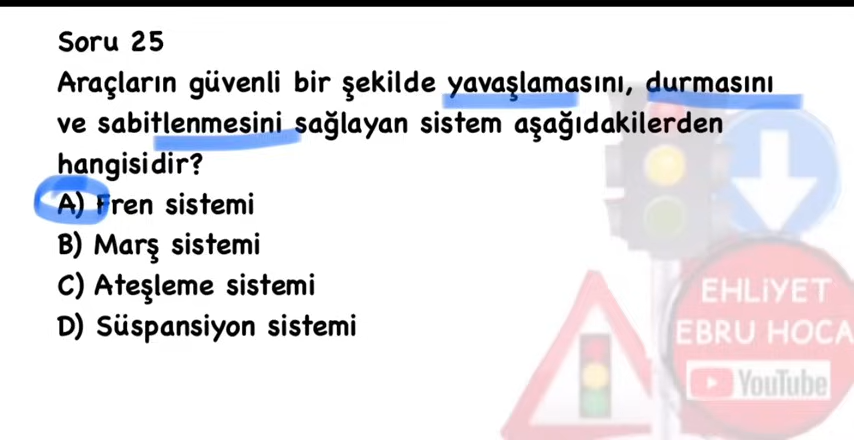 Soru 25
Araçların güvenli bir şekilde yavaşlamasını, durmasını
ve sabitlenmesini sağlayan sistem aşağıdakilerden
hangisidir?
A) Fren sistemi
B) Marş sistemi
C) Ateşleme sistemi
D) Süspansiyon sistemi
EHLİYET
EBRU HOCA
YouTube